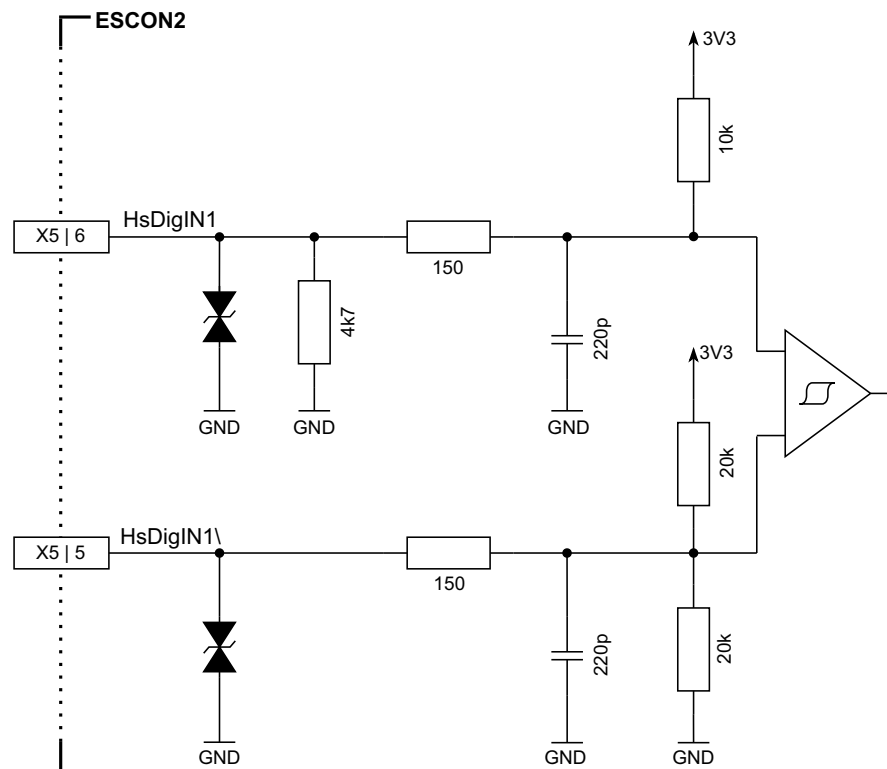 ESCON2
3V3
10k
HsDigIN1
X5 | 6
150
4k7
220p
3V3
GND
GND
GND
20k
HsDigIN1\
X5 | 5
150
220p
20k
GND
GND
GND